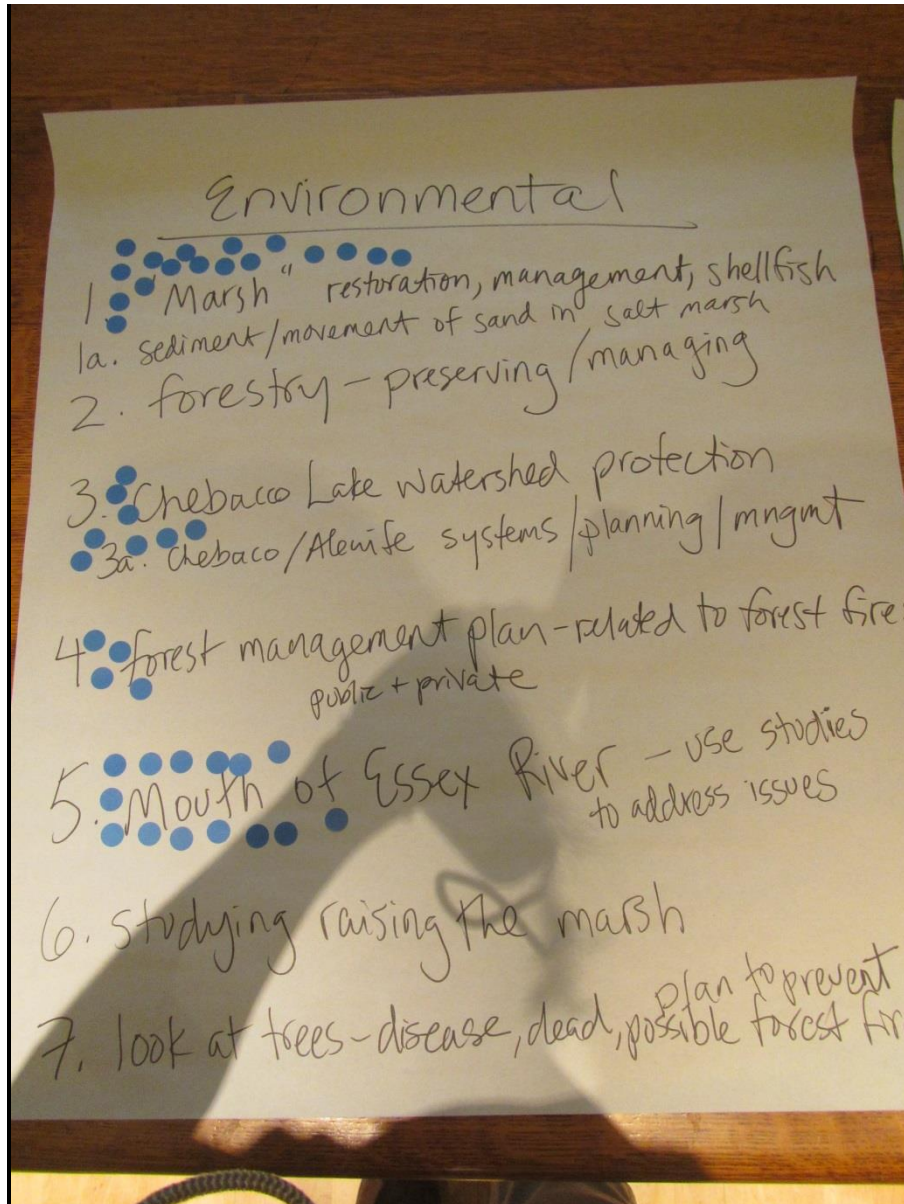 Environmental
1. "Marsh" restoration, management, shellfish
1a. sediment/movement of sand in salt marsh
2. forestry - preserving/managing
3. Chebacco Lake watershed protection
3a. Chebaco/Alewife systems/planning/mngmt
4. forest management plan - related to forest fire
public + private
5. Mouth of Essex River - use studies
to address issues
6. studying raising the marsh
plan to prevent
7. look at trees - disease, dead, possible forest fir